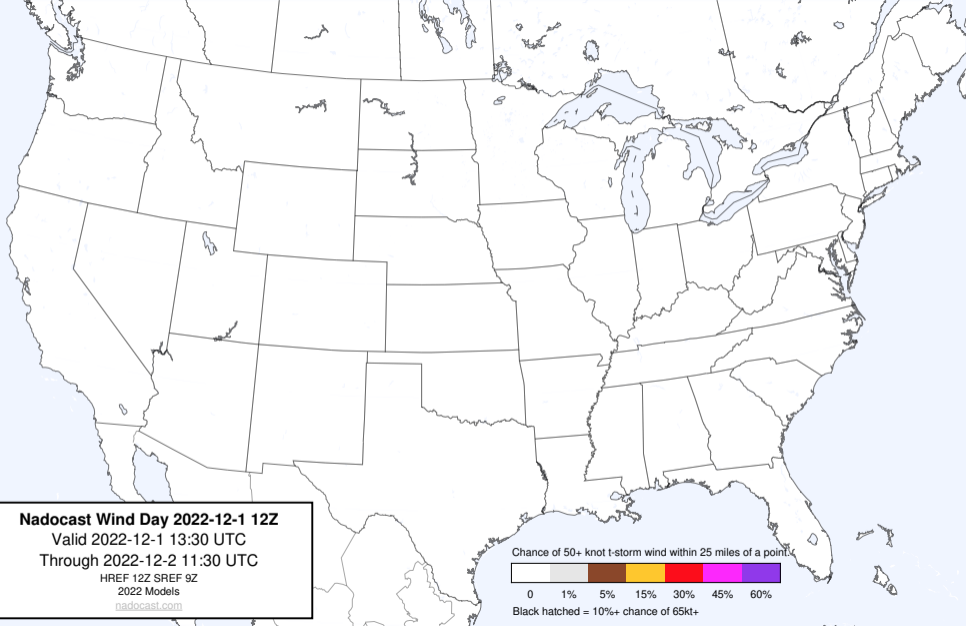 Nadocast Wind Day 2022-12-1 12Z
Valid 2022-12-1 13:30 UTC
Through 2022-12-2 11:30 UTC
HREF 12Z SREF 9Z
2022 Models
nadocast.com
Chance of 50+ knot t-storm wind within 25 miles of a point.
0 1% 5% 15% 30% 45% 60%
Black hatched = 10%+ chance of 65kt+